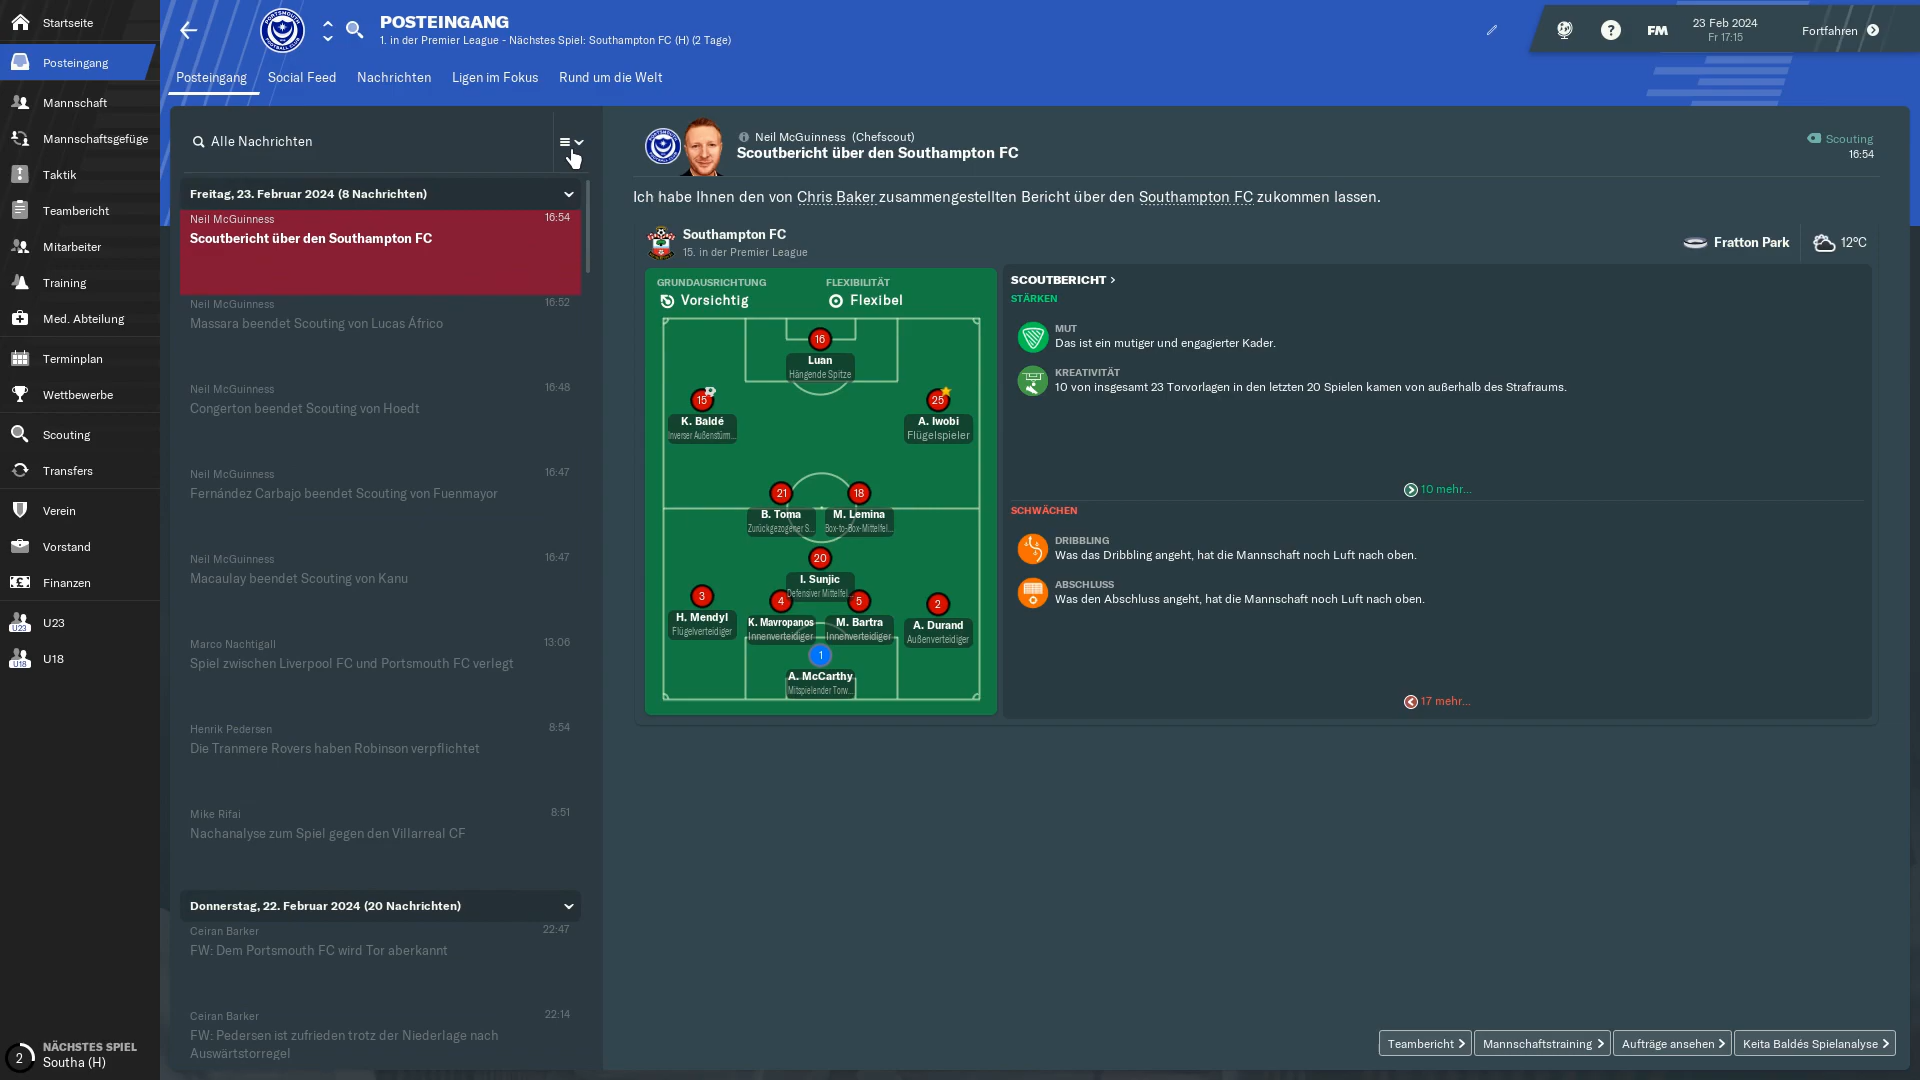 Startseite
Posteingang
Mannschaft
Mannschaftsgefüge
Taktik
Teambericht
Mitarbeiter
Training
Med. Abteilung
Terminplan
Wettbewerbe
Scouting
Transfers
Verein
Vorstand
Finanzen
U23
U23
U18
U18
2
NÄCHSTES SPIEL
Southa (H)
POSTEINGANG
1. in der Premier League - Nächstes Spiel: Southampton FC (H) (2 Tage)
?
FM
23 Feb 2024
Fr 17:15
Fortfahren
Posteingang
Social Feed
Nachrichten
Ligen im Fokus
Rund um die Welt
Alle Nachrichten
Freitag, 23. Februar 2024 (8 Nachrichten)
Neil McGuinness 16:54
Scoutbericht über den Southampton FC
Neil McGuinness 16:52
Massara beendet Scouting von Lucas Áfrico
Neil McGuinness 16:48
Congerton beendet Scouting von Hoedt
Neil McGuinness 16:47
Fernández Carbajo beendet Scouting von Fuenmayor
Neil McGuinness 16:47
Macaulay beendet Scouting von Kanu
Marco Nachtigall 13:06
Spiel zwischen Liverpool FC und Portsmouth FC verlegt
Henrik Pedersen 8:54
Die Tranmere Rovers haben Robinson verpflichtet
Mike Rifai 8:51
Nachanalyse zum Spiel gegen den Villarreal CF
Donnerstag, 22. Februar 2024 (20 Nachrichten)
Ceiran Barker 22:47
FW: Dem Portsmouth FC wird Tor aberkannt
Ceiran Barker 22:14
FW: Pedersen ist zufrieden trotz der Niederlage nach
Auswärtstorregel
Neil McGuinness (Chefscout)
Scoutbericht über den Southampton FC
Scouting
16:54
Ich habe Ihnen den von Chris Baker zusammengestellten Bericht über den Southampton FC zukommen lassen.
Southampton FC
15. in der Premier League
Fratton Park
12°C
GRUNDAUSRICHTUNG
Vorsichtig
FLEXIBILITÄT
Flexibel
16
Luan
Hängende Spitze
15
K. Baldé
Inverser Außenstürm...
25
A. Iwobi
Flügelspieler
21
B. Toma
Zurückgezogener S...
18
M. Lemina
Box-to-Box-Mittelfel...
20
I. Sunjic
Defensiver Mittelfel...
3
H. Mendyl
Flügelverteidiger
4
K. Mavropanos
Innenverteidiger
5
M. Bartra
Innenverteidiger
2
A. Durand
Außenverteidiger
1
A. McCarthy
Mitspielender Torw...
SCOUTBERICHT
STÄRKEN
MUT
Das ist ein mutiger und engagierter Kader.
KREATIVITÄT
10 von insgesamt 23 Torvorlagen in den letzten 20 Spielen kamen von außerhalb des Strafraums.
10 mehr...
SCHWÄCHEN
DRIBBLING
Was das Dribbling angeht, hat die Mannschaft noch Luft nach oben.
ABSCHLUSS
Was den Abschluss angeht, hat die Mannschaft noch Luft nach oben.
17 mehr...
Teambericht
Mannschaftstraining
Aufträge ansehen
Keita Baldés Spielanalyse